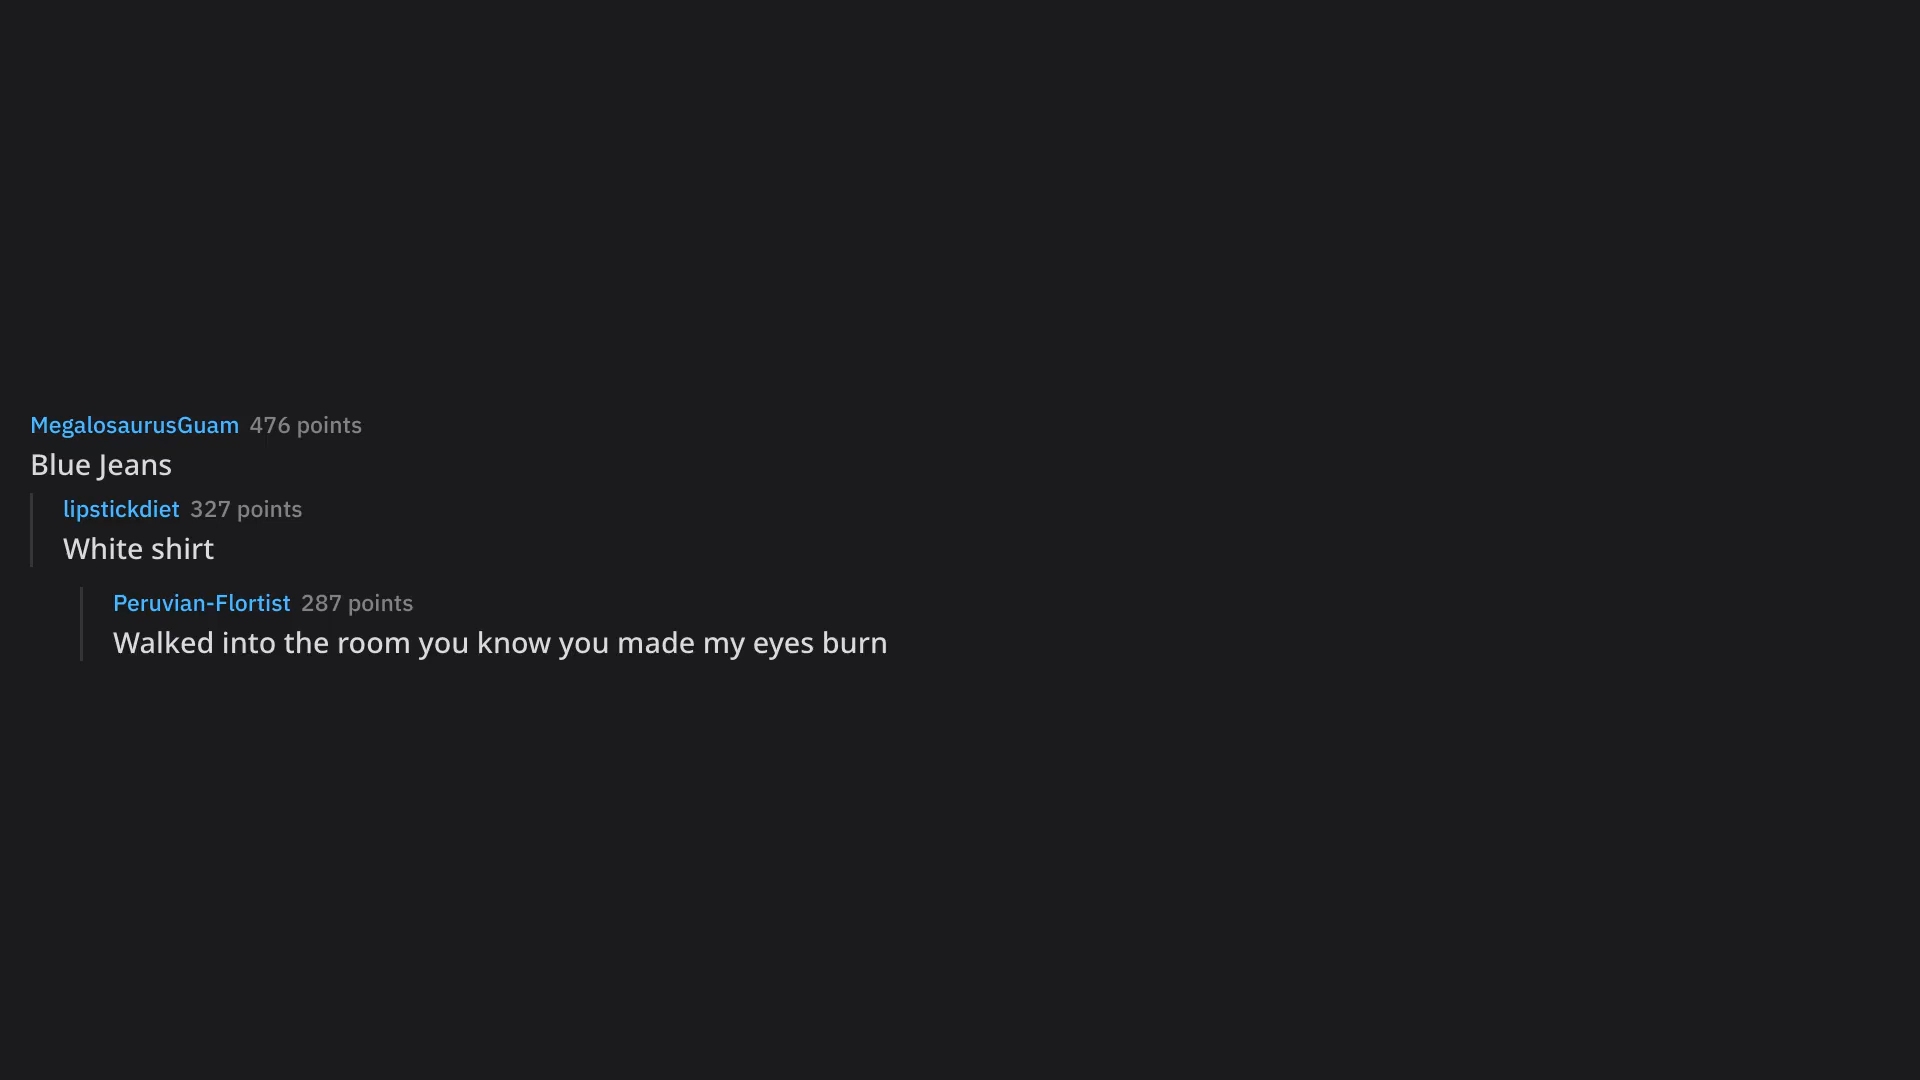 MegalosaurusGuam 476 points
Blue Jeans
lipstickdiet 327 points
White shirt
Peruvian-Flortist 287 points
Walked into the room you know you made my eyes burn